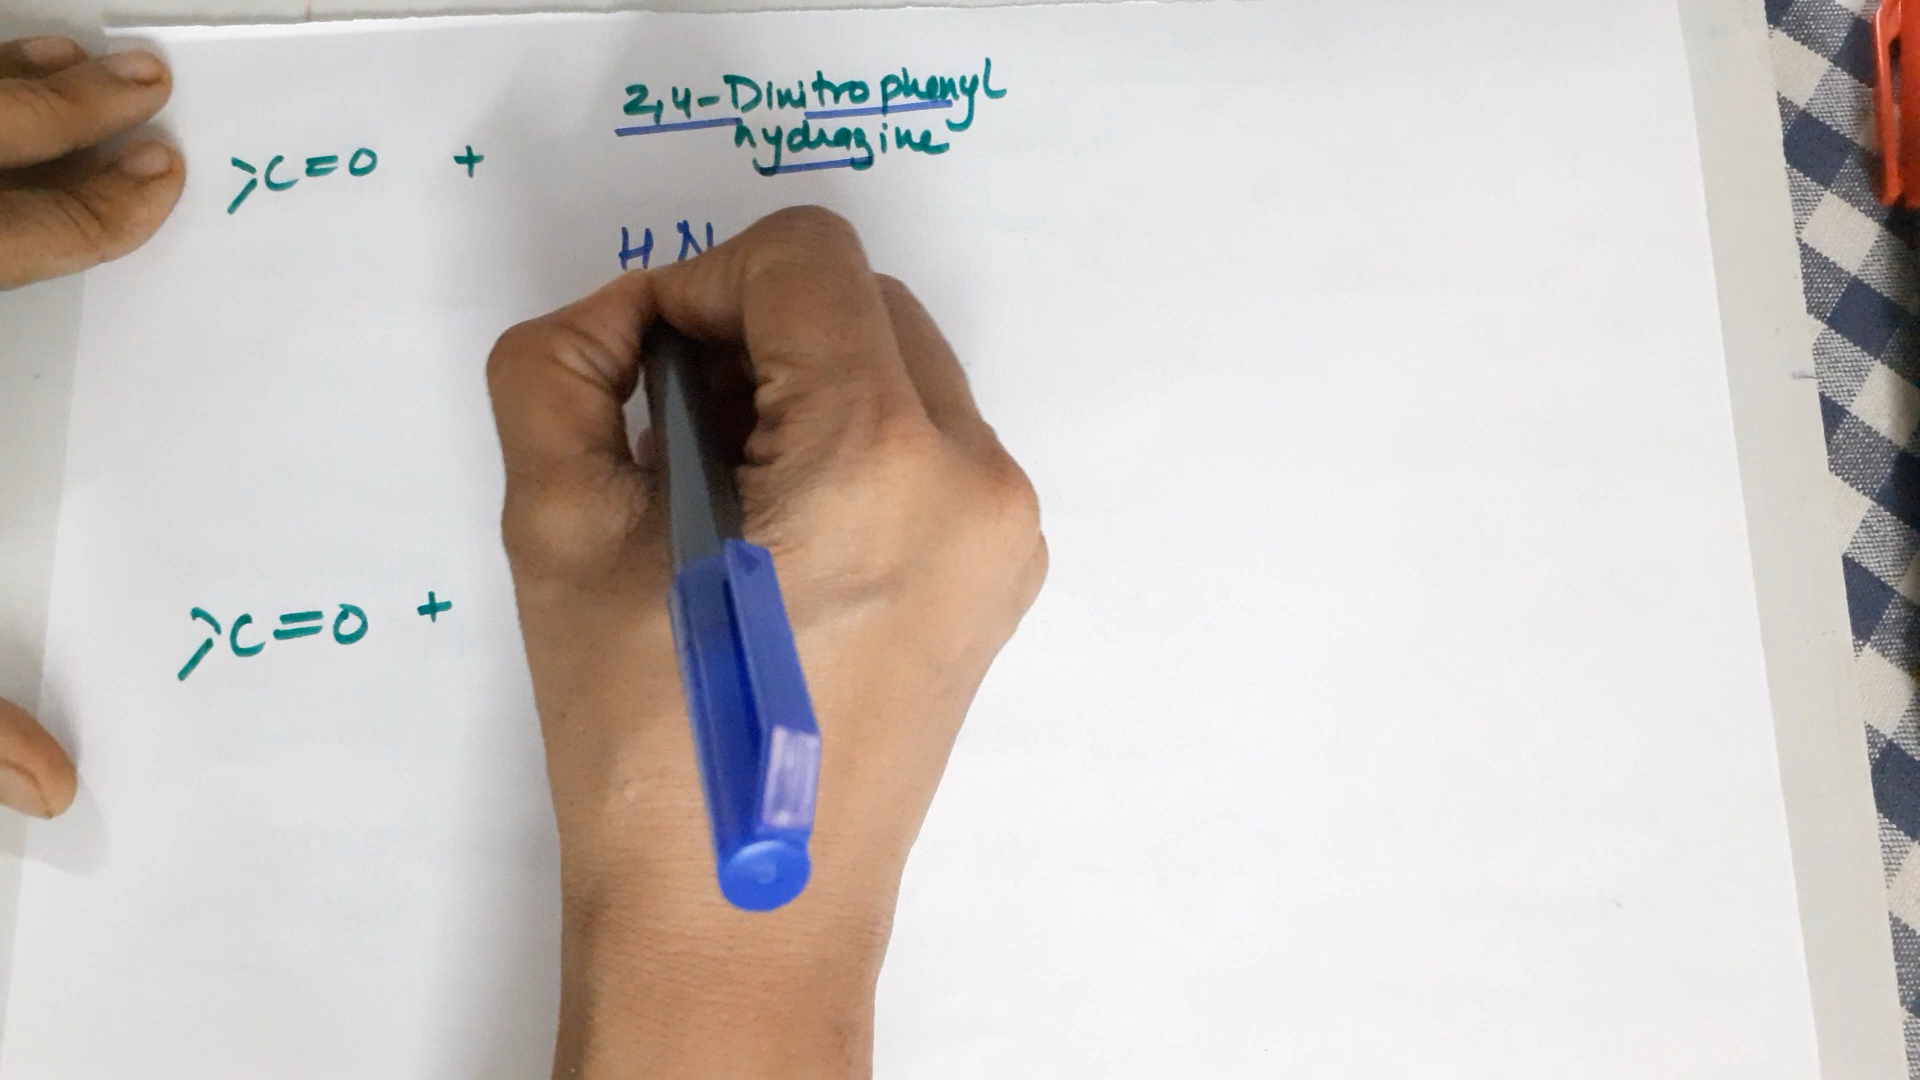 2,4-Dinitrophenyl
hydrazine
>C=O +
H N
>C=O +